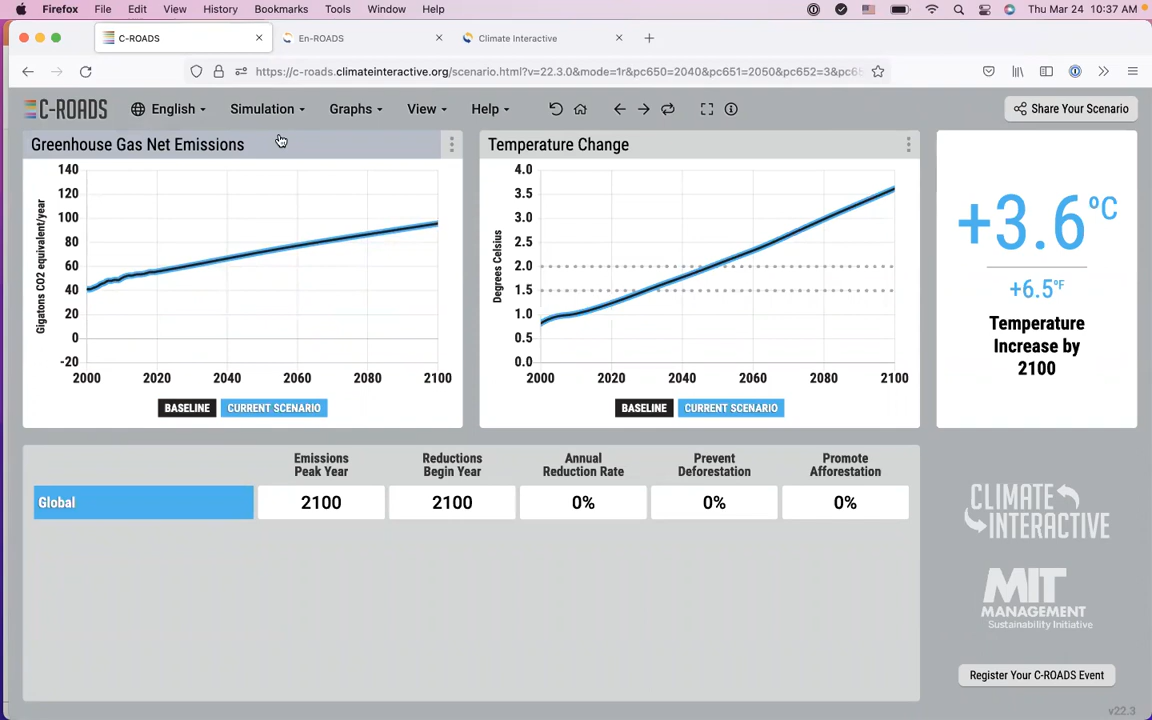 Firefox File Edit View History Bookmarks Tools Window Help Thu Mar 24 10:37 AM
C-ROADS En-ROADS Climate Interactive
https://c-roads.climateinteractive.org/scenario.html?v=22.3.0&mode=1r&pc650=2040&pc651=2050&pc652=3&pc65
C-ROADS English Simulation Graphs View Help Share Your Scenario
Greenhouse Gas Net Emissions
Gigatons CO2 equivalent/year
140
120
100
80
60
40
20
0
-20
2000 2020 2040 2060 2080 2100
BASELINE CURRENT SCENARIO
Temperature Change
Degrees Celsius
4.0
3.5
3.0
2.5
2.0
1.5
1.0
0.5
0.0
2000 2020 2040 2060 2080 2100
BASELINE CURRENT SCENARIO
+3.6°C
+6.5°F
Temperature
Increase by
2100
Emissions Reductions Annual Prevent Promote
Peak Year Begin Year Reduction Rate Deforestation Afforestation
Global 2100 2100 0% 0% 0%
CLIMATE
INTERACTIVE
MIT
MANAGEMENT
Sustainability Initiative
Register Your C-ROADS Event
v22.3